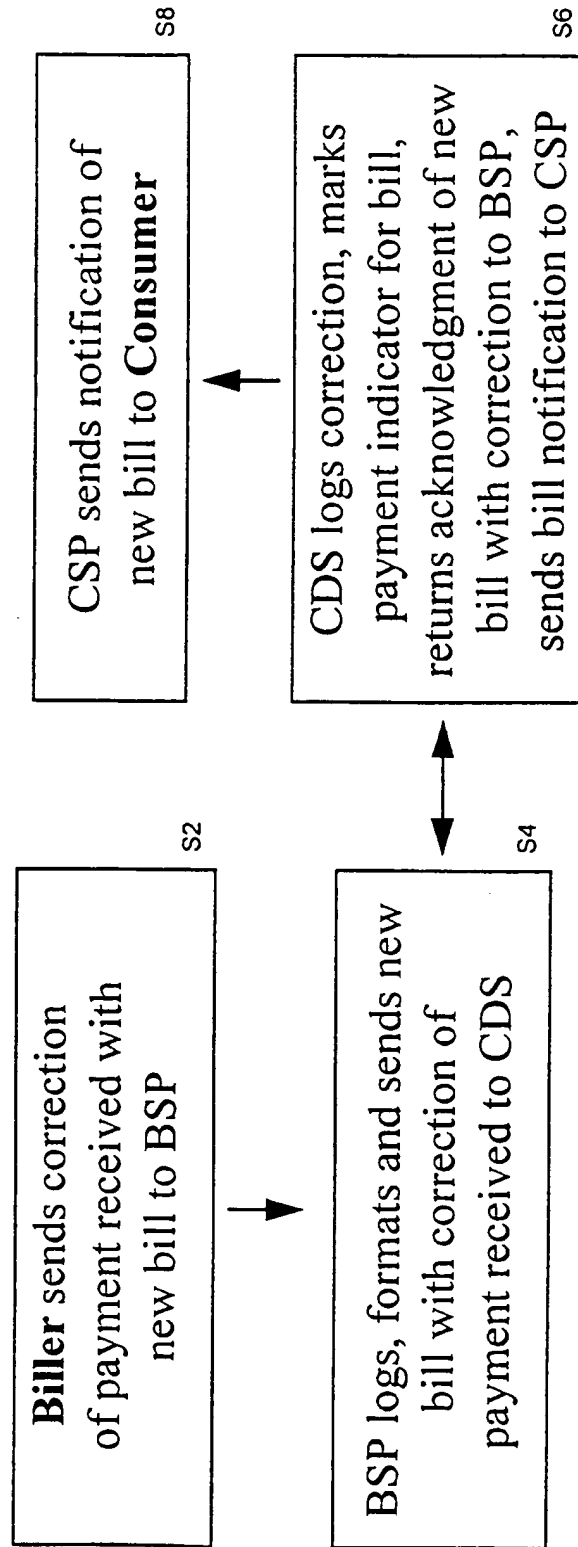 Biller sends correction
of payment received with
new bill to BSP
S2
BSP logs, formats and sends new
bill with correction of
payment received to CDS
S4
CDS logs correction, marks
payment indicator for bill,
returns acknowledgment of new
bill with correction to BSP,
sends bill notification to CSP
S6
CSP sends notification of
new bill to Consumer
S8